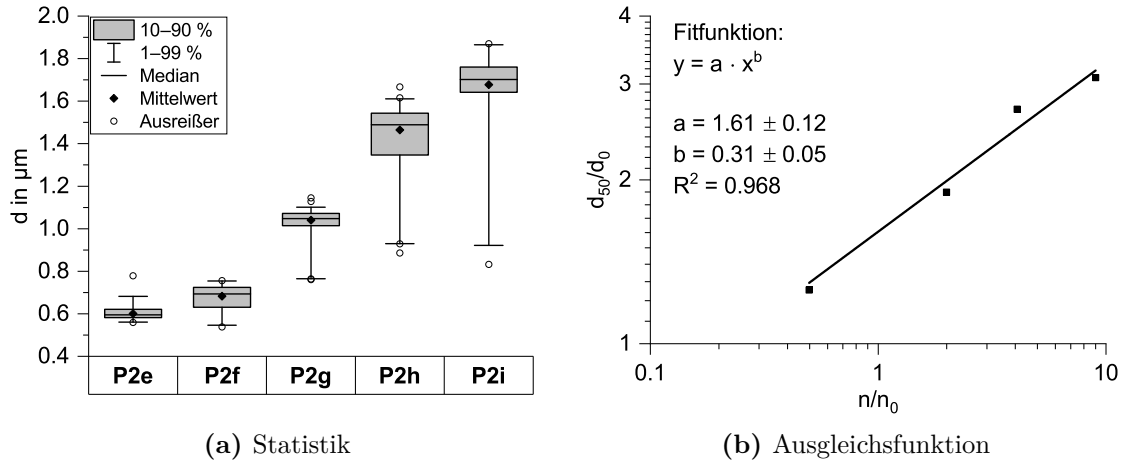 2.0
1.8
1.6
1.4
1.2
1.0
0.8
0.6
0.4
d in µm
10–90 %
1–99 %
Median
Mittelwert
Ausreißer
P2e P2f P2g P2h P2i
(a) Statistik
4
3
2
1
d50/d0
Fitfunktion:
y = a · x^b
a = 1.61 ± 0.12
b = 0.31 ± 0.05
R² = 0.968
0.1 1 10
n/n0
(b) Ausgleichsfunktion